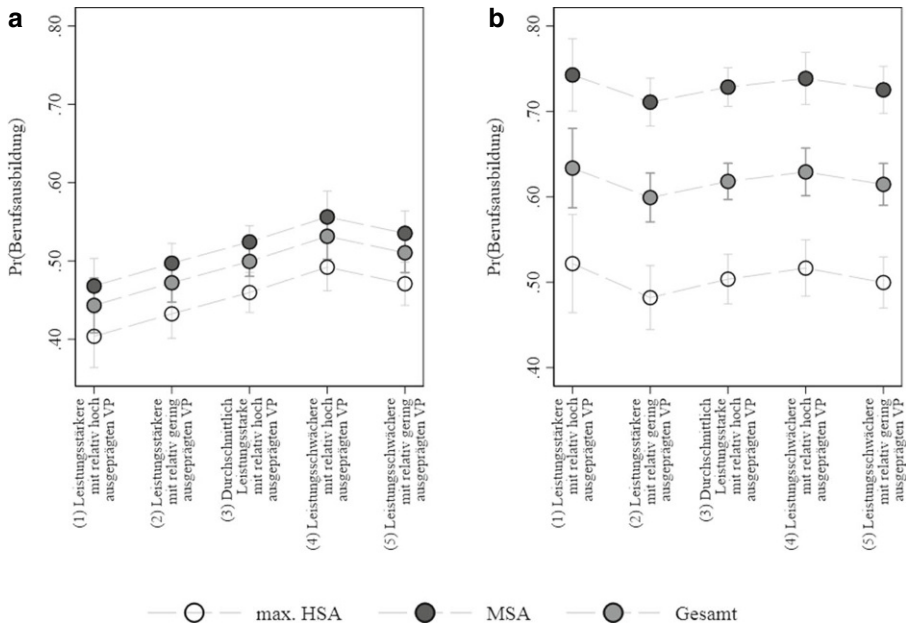 a
Pr(Berufsausbildung)
.80
.70
.60
.50
.40
(1) Leistungsstärkere
mit relativ hoch
ausgeprägten VP
(2) Leistungsstärkere
mit relativ gering
ausgeprägten VP
(3) Durchschnittlich
Leistungsstarke
mit relativ hoch
ausgeprägten VP
(4) Leistungsschwächere
mit relativ hoch
ausgeprägten VP
(5) Leistungsschwächere
mit relativ gering
ausgeprägten VP
b
Pr(Berufsausbildung)
.80
.70
.60
.50
.40
(1) Leistungsstärkere
mit relativ hoch
ausgeprägten VP
(2) Leistungsstärkere
mit relativ gering
ausgeprägten VP
(3) Durchschnittlich
Leistungsstarke
mit relativ hoch
ausgeprägten VP
(4) Leistungsschwächere
mit relativ hoch
ausgeprägten VP
(5) Leistungsschwächere
mit relativ gering
ausgeprägten VP
max. HSA MSA Gesamt